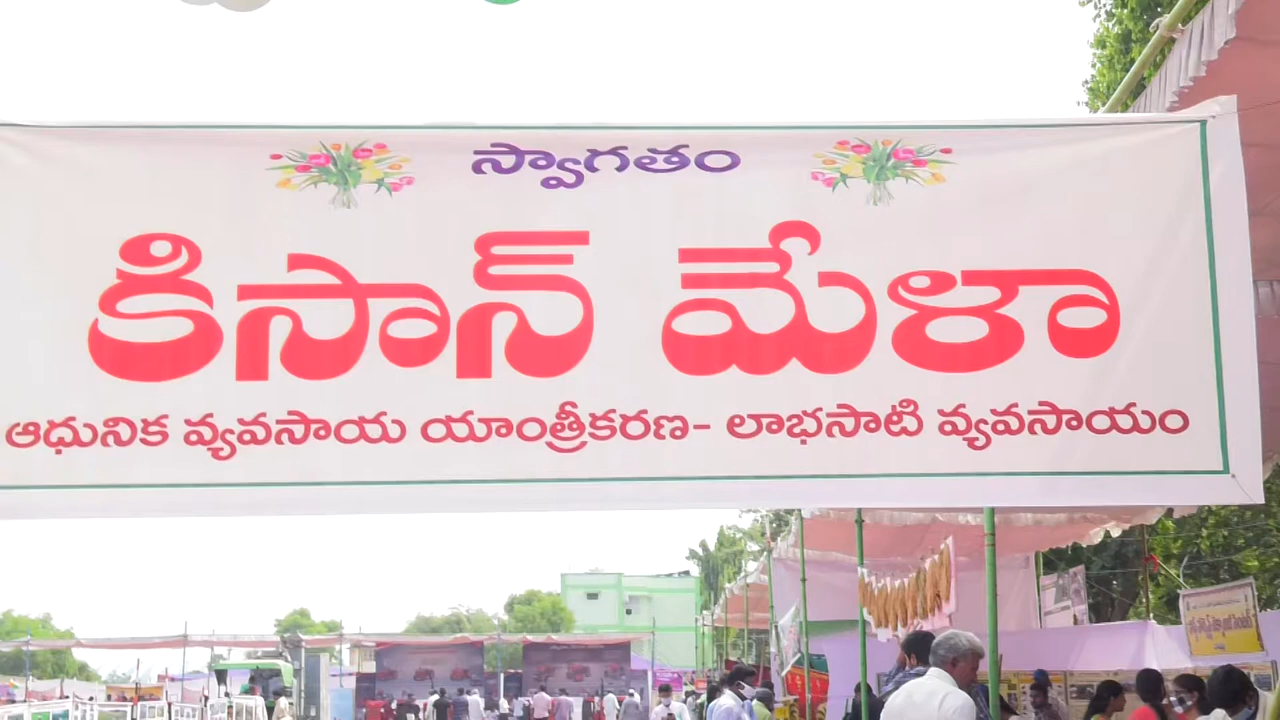 స్వాగతం
కిసాన్ మేళా
ఆధునిక వ్యవసాయ యాంత్రీకరణ- లాభసాటి వ్యవసాయం